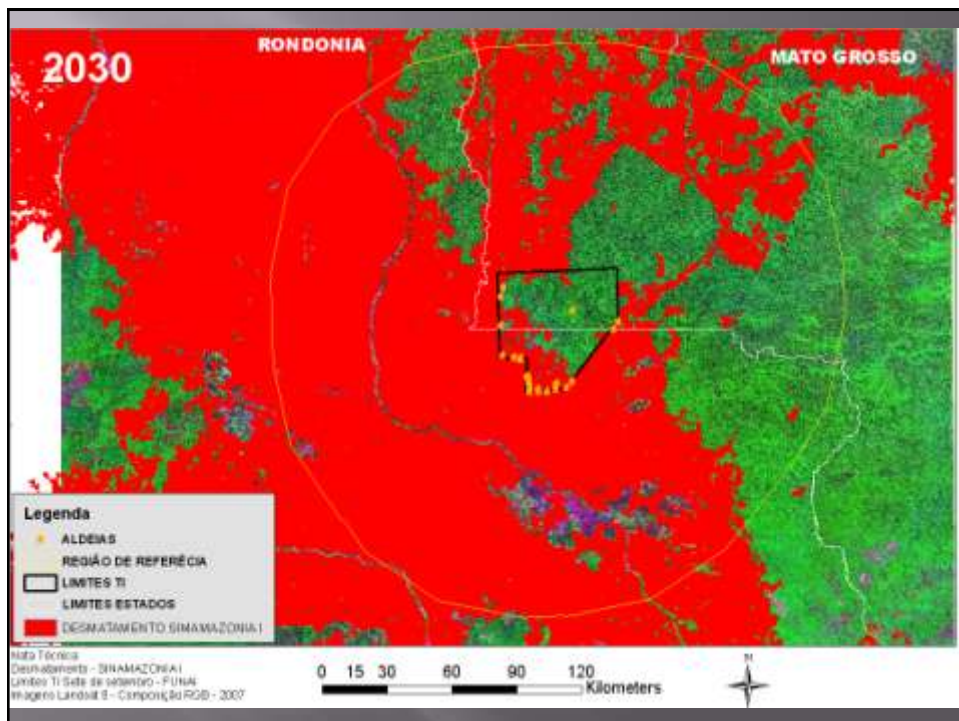 2030
RONDONIA
MATO GROSSO
Legenda
ALDEIAS
REGIÃO DE REFERÊCIA
LIMITES TI
LIMITES ESTADOS
DESMATAMENTO SIMAMAZONIA I
Nota Técnica
Desmatamento - SIMAMAZONIA I
Limites TI Sete de setembro - FUNAI
Imagens Landsat 5 - Composição RGB - 2007
0 15 30 60 90 120
Kilometers
N